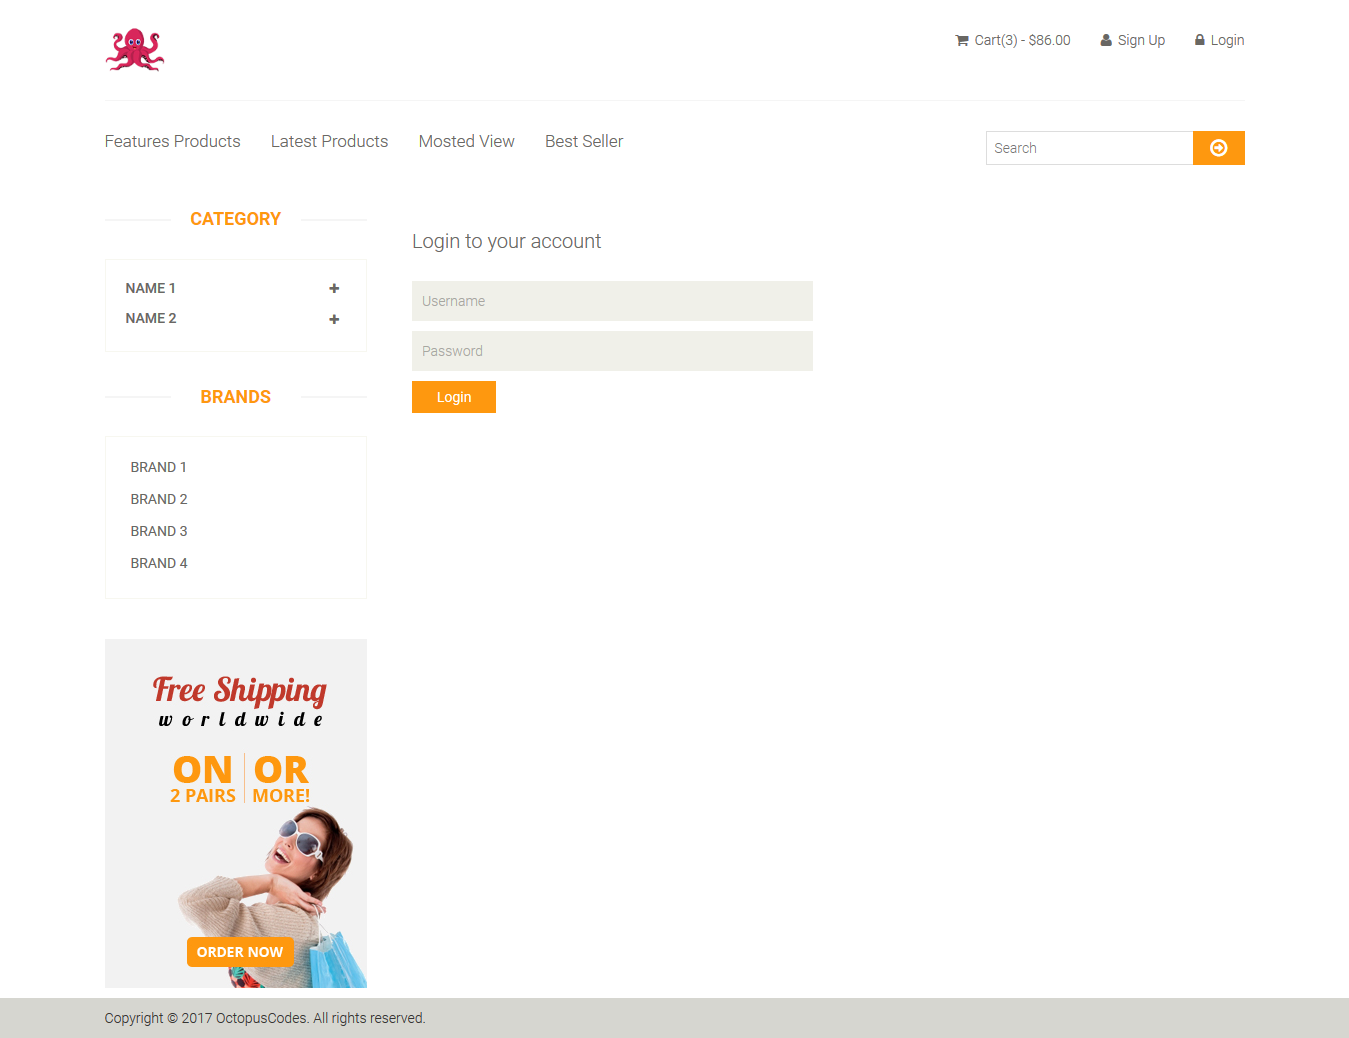 Cart(3) - $86.00 Sign Up Login
Features Products Latest Products Mosted View Best Seller
Search
CATEGORY
NAME 1
NAME 2
BRANDS
BRAND 1
BRAND 2
BRAND 3
BRAND 4
Free Shipping
worldwide
ON OR
2 PAIRS MORE!
ORDER NOW
Login to your account
Username
Password
Login
Copyright © 2017 OctopusCodes. All rights reserved.